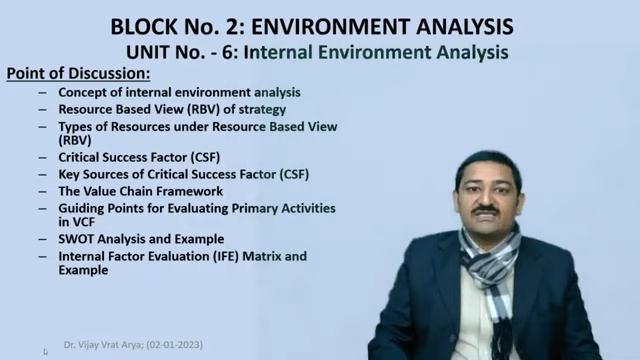 BLOCK No. 2: ENVIRONMENT ANALYSIS
UNIT No. - 6: Internal Environment Analysis
Point of Discussion:
– Concept of internal environment analysis
– Resource Based View (RBV) of strategy
– Types of Resources under Resource Based View
(RBV)
– Critical Success Factor (CSF)
– Key Sources of Critical Success Factor (CSF)
– The Value Chain Framework
– Guiding Points for Evaluating Primary Activities
in VCF
– SWOT Analysis and Example
– Internal Factor Evaluation (IFE) Matrix and
Example
Dr. Vijay Vrat Arya; (02-01-2023)